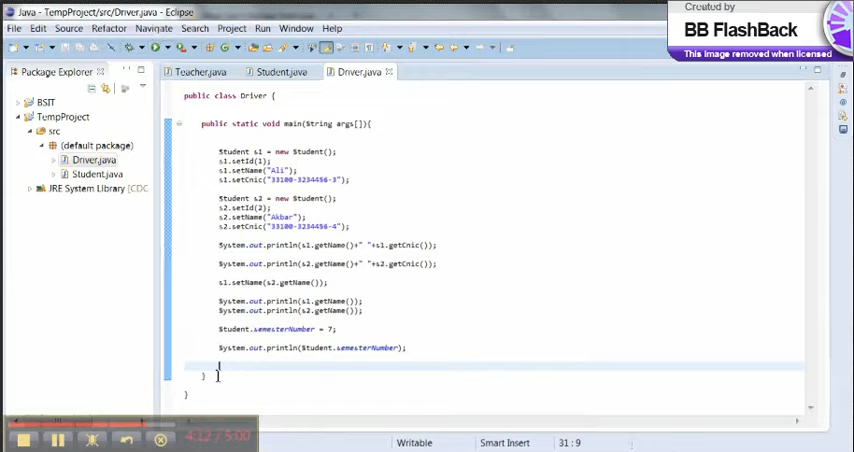 Java - TempProject/src/Driver.java - Eclipse
File Edit Source Refactor Navigate Search Project Run Window Help
Created by
BB FlashBack
This image removed when licensed
Package Explorer
Teacher.java
Student.java
Driver.java
BSIT
TempProject
src
(default package)
Driver.java
Student.java
JRE System Library [CDC
public class Driver {
public static void main(String args[]){
Student s1 = new Student();
s1.setId(1);
s1.setName("Ali");
s1.setCnic("33100-3234456-3");
Student s2 = new Student();
s2.setId(2);
s2.setName("Akbar");
s2.setCnic("33100-3234456-4");
System.out.println(s1.getName()+" "+s1.getCnic());
System.out.println(s2.getName()+" "+s2.getCnic());
s1.setName(s2.getName());
System.out.println(s1.getName());
System.out.println(s2.getName());
Student.semesterNumber = 7;
System.out.println(Student.semesterNumber);
}
}
4:12 / 5:00
Writable
Smart Insert
31 : 9